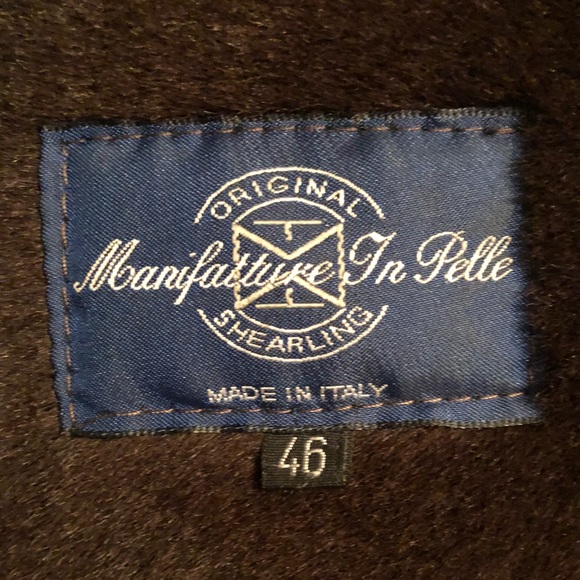 ORIGINAL
Manifatture In Pelle
SHEARLING
MADE IN ITALY
46